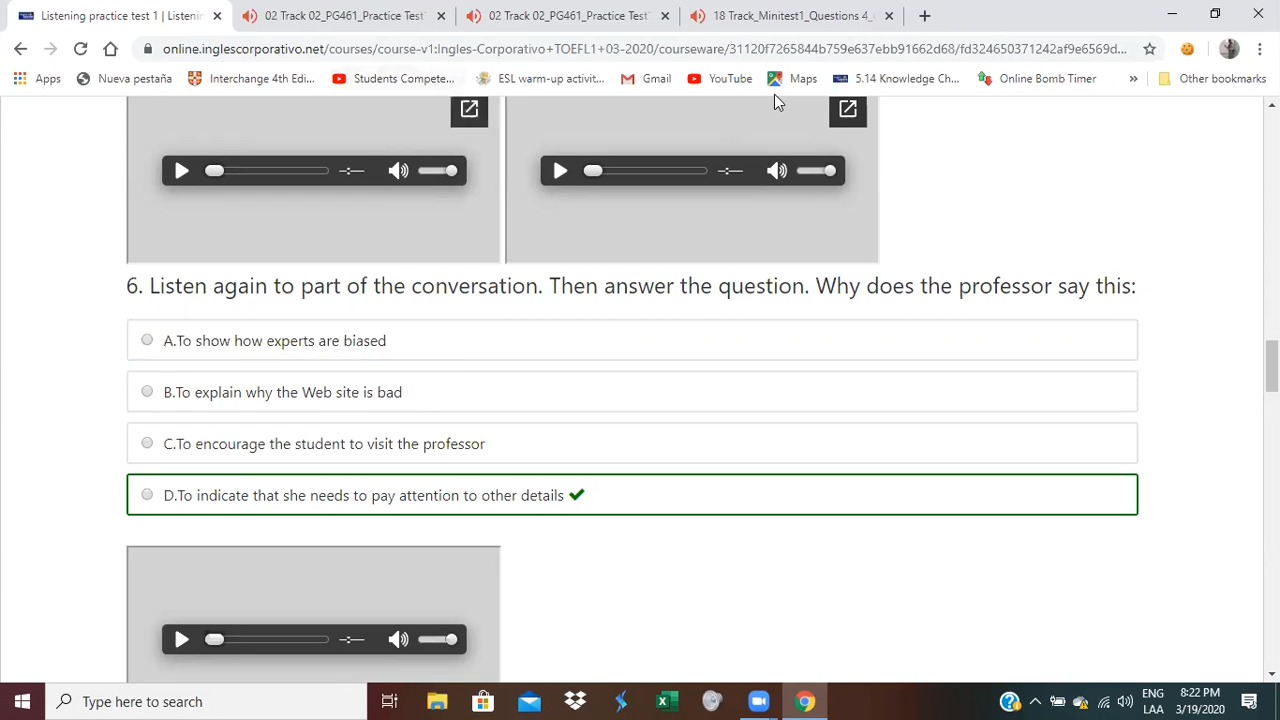 Listening practice test 1 | Listenin
02 Track 02_PG461_Practice Test
02 Track 02_PG461_Practice Test
18 Track_Minitest1_Questions 4_
online.inglescorporativo.net/courses/course-v1:Ingles-Corporativo+TOEFL1+03-2020/courseware/31120f7265844b759e637ebb91662d68/fd324650371242af9e6569d...
Apps
Nueva pestaña
Interchange 4th Edi...
Students Compete...
ESL warm-up activit...
Gmail
YouTube
Maps
5.14 Knowledge Ch...
Online Bomb Timer
»
Other bookmarks
6. Listen again to part of the conversation. Then answer the question. Why does the professor say this:
A.To show how experts are biased
B.To explain why the Web site is bad
C.To encourage the student to visit the professor
D.To indicate that she needs to pay attention to other details
Type here to search
ENG
LAA
8:22 PM
3/19/2020